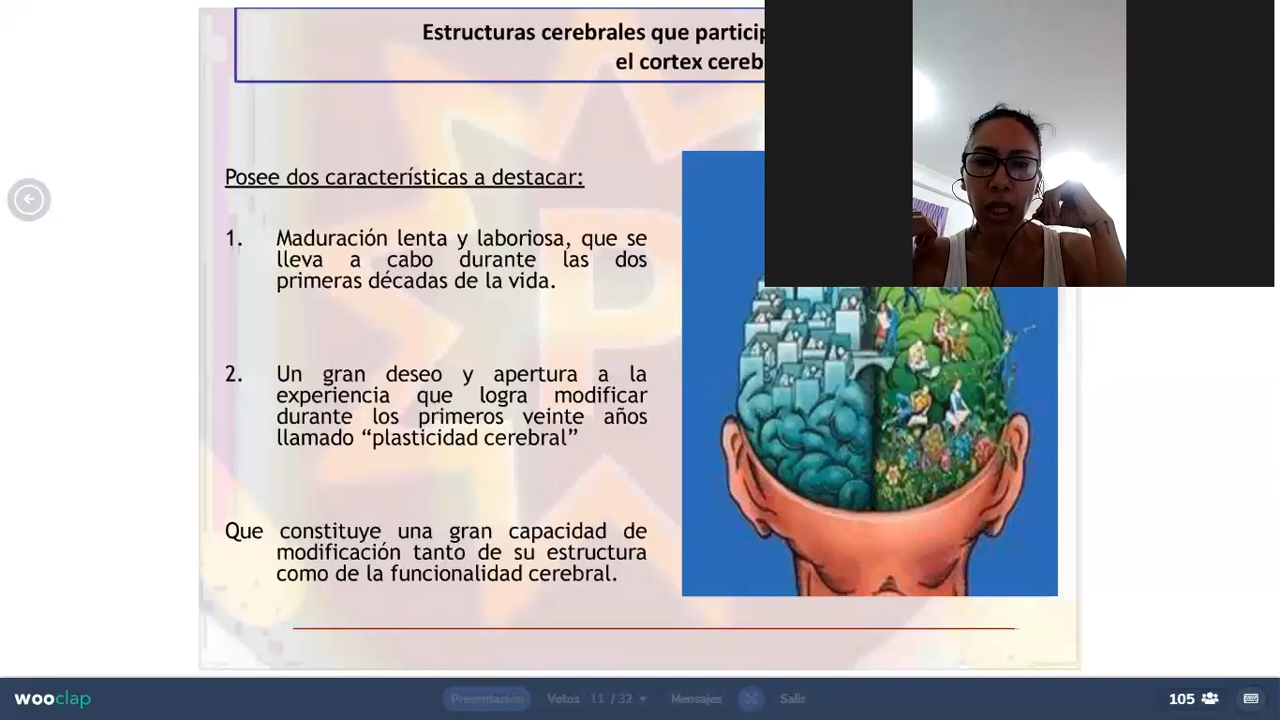 Estructuras cerebrales que
el cortex
Posee dos características a destacar:
1. Maduración lenta y laboriosa, que se
lleva a cabo durante las dos
primeras décadas de la vida.
2. Un gran deseo y apertura a la
experiencia que logra modificar
durante los primeros veinte años
llamado “plasticidad cerebral”
Que constituye una gran capacidad de
modificación tanto de su estructura
como de la funcionalidad cerebral.
wooclap Presentación Votos 11 / 32 Mensajes Salir 105